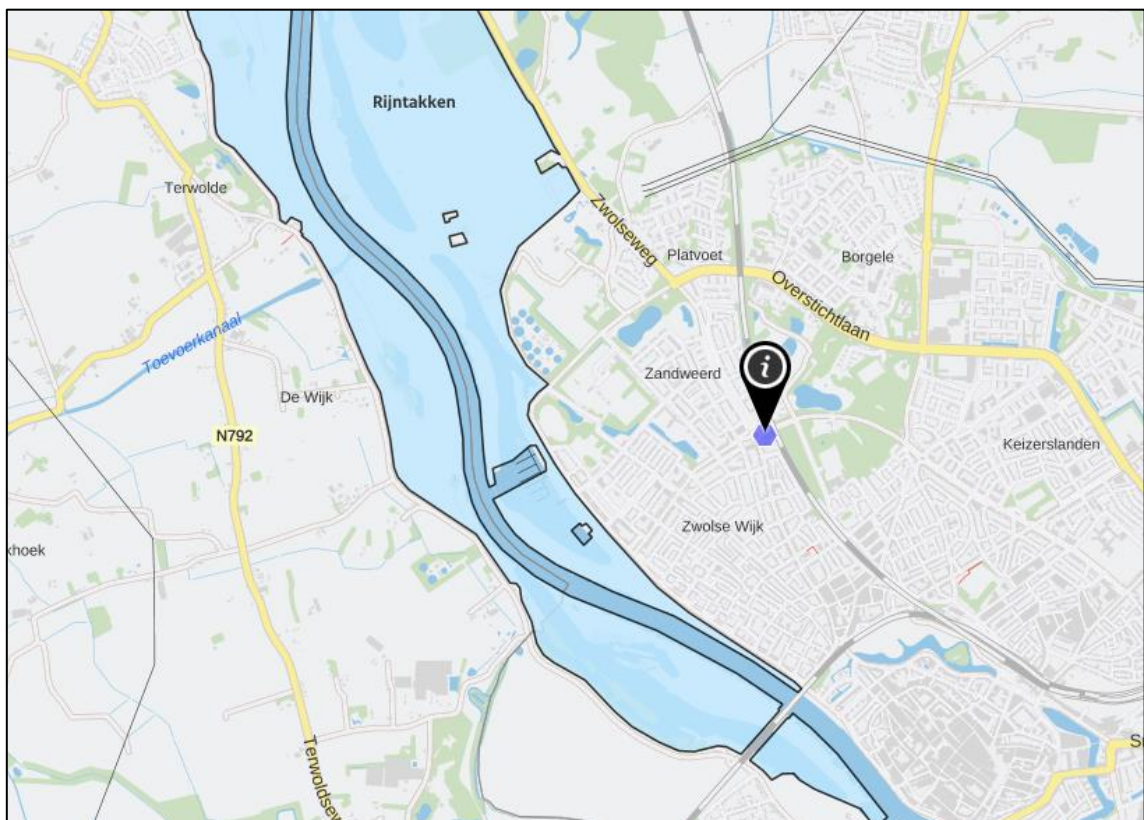 Rijntakken
Terwolde
Zwolseweg
Platvoet
Borgele
Overstichtlaan
Toevoerkanaal
Zandweerd
i
De Wijk
N792
Keizerslanden
Zwolse Wijk
khoek
Terwoldsew
S